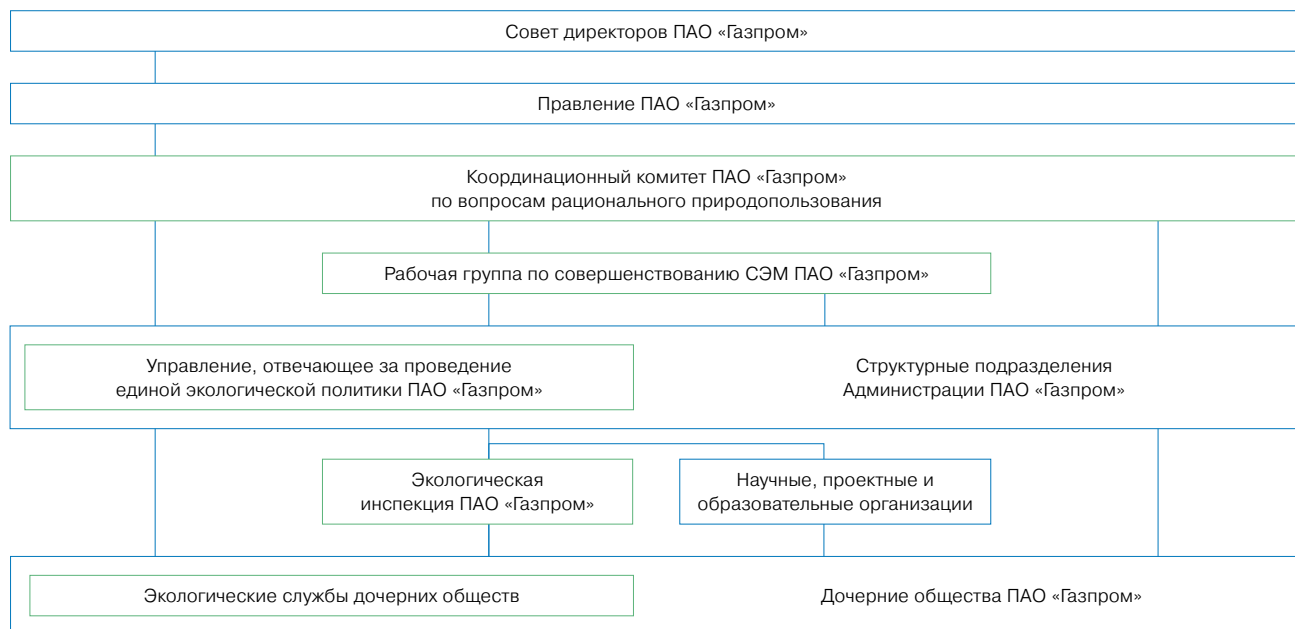 Совет директоров ПАО «Газпром»
Правление ПАО «Газпром»
Координационный комитет ПАО «Газпром»
по вопросам рационального природопользования
Рабочая группа по совершенствованию СЭМ ПАО «Газпром»
Управление, отвечающее за проведение
единой экологической политики ПАО «Газпром»
Структурные подразделения
Администрации ПАО «Газпром»
Экологическая
инспекция ПАО «Газпром»
Научные, проектные и
образовательные организации
Экологические службы дочерних обществ
Дочерние общества ПАО «Газпром»